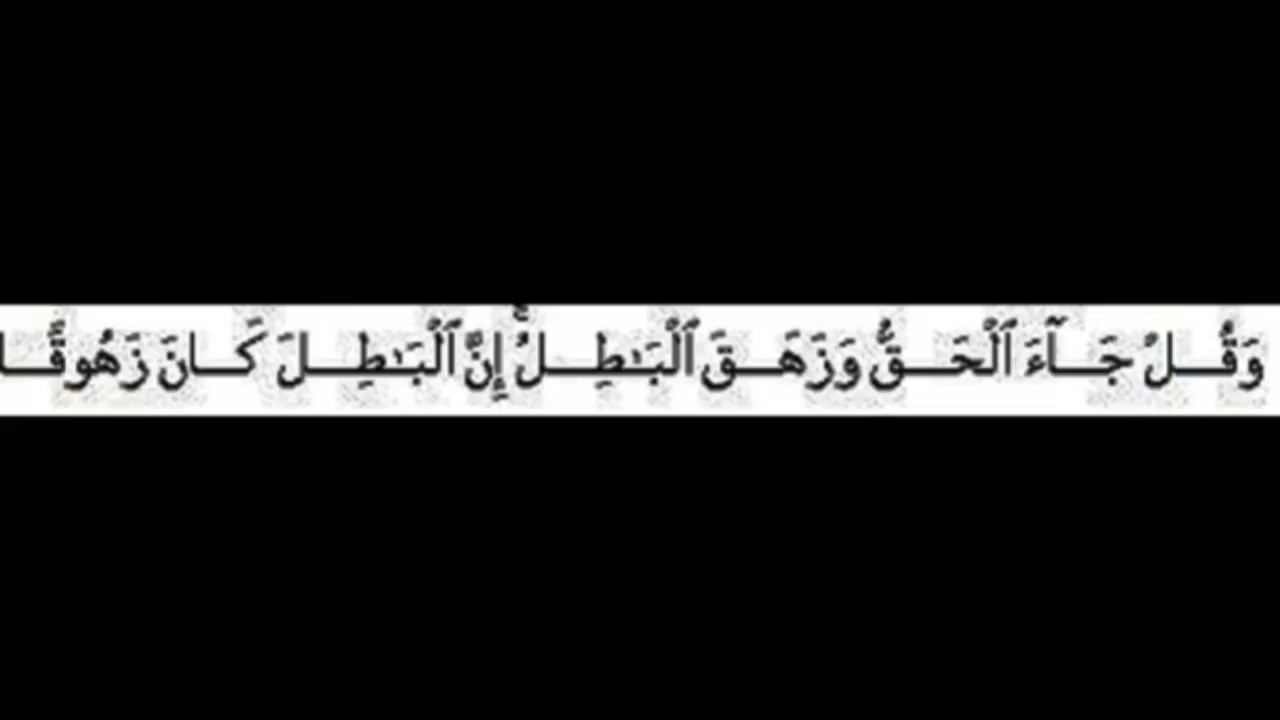 وَقُلْ جَآءَ ٱلْحَقُّ وَزَهَقَ ٱلْبَـٰطِلُ ۚ إِنَّ ٱلْبَـٰطِلَ كَانَ زَهُوقًا